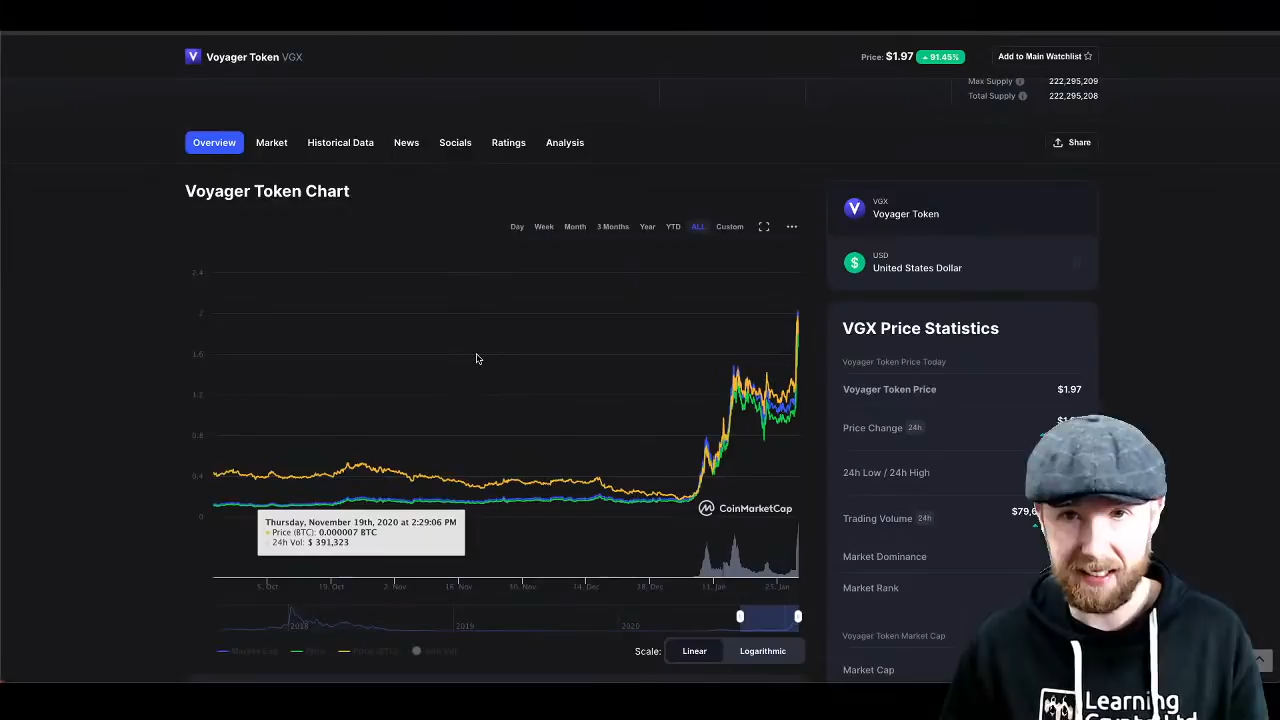 Voyager Token VGX
Price: $1.97 91.45%
Add to Main Watchlist
Max Supply 222,295,209
Total Supply 222,295,208
Overview Market Historical Data News Socials Ratings Analysis
Share
Voyager Token Chart
Day Week Month 3 Months Year YTD ALL Custom
2.4
2
1.6
1.2
0.8
0.4
0
CoinMarketCap
Thursday, November 19th, 2020 at 2:29:06 PM
Price (BTC): 0.000007 BTC
24h Vol: $ 391,323
5. Oct 19. Oct 2. Nov 16. Nov 30. Nov 14. Dec 28. Dec 11. Jan 25. Jan
2018 2019 2020
Market Cap Price Price (BTC) 24h Vol
Scale: Linear Logarithmic
VGX
Voyager Token
USD
United States Dollar
VGX Price Statistics
Voyager Token Price Today
Voyager Token Price $1.97
Price Change 24h
24h Low / 24h High
Trading Volume 24h
Market Dominance
Market Rank
Voyager Token Market Cap
Market Cap
Learning